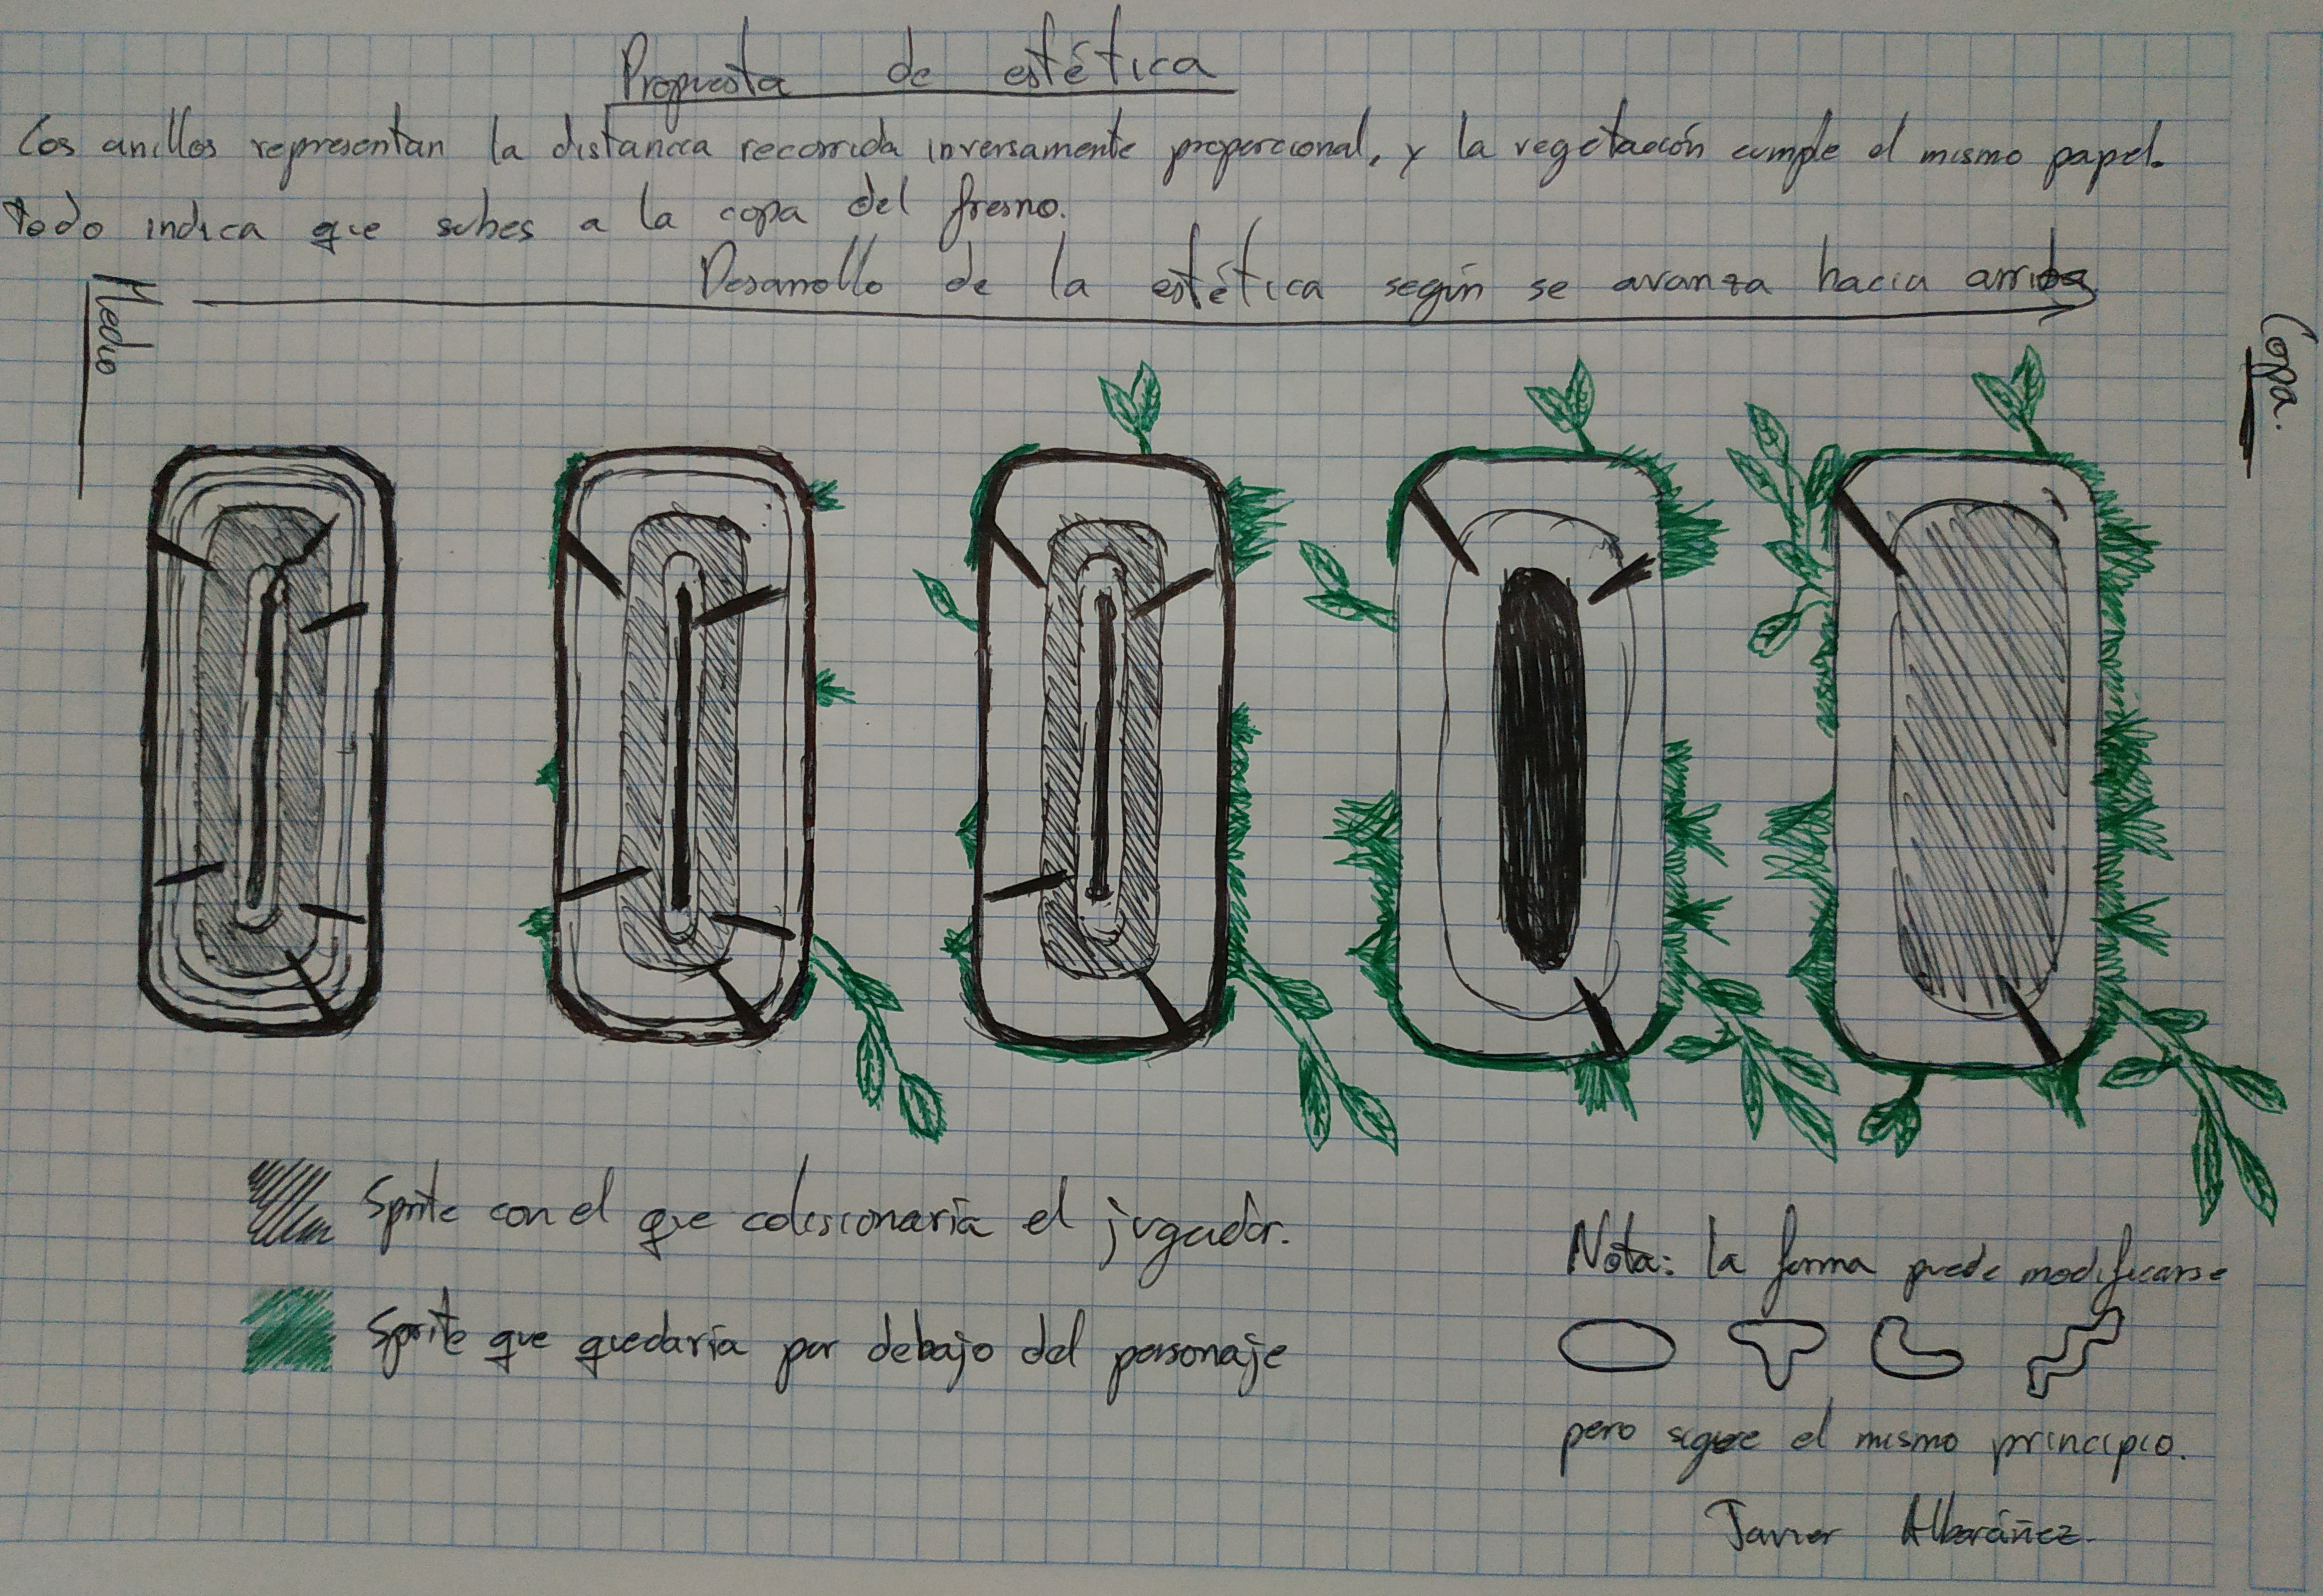 Propuesta de estética
Los anillos representan la distancia recorrida inversamente proporcional, y la vegetación cumple el mismo papel.
Todo indica que subes a la copa del fresno.
Desarrollo de la estética según se avanza hacia arriba
Medio
Copa.
Sprite con el que colisionaría el jugador.
Sprite que quedaría por debajo del personaje
Nota: la forma puede modificarse
pero sigue el mismo principio.
Javier Albaráñez.